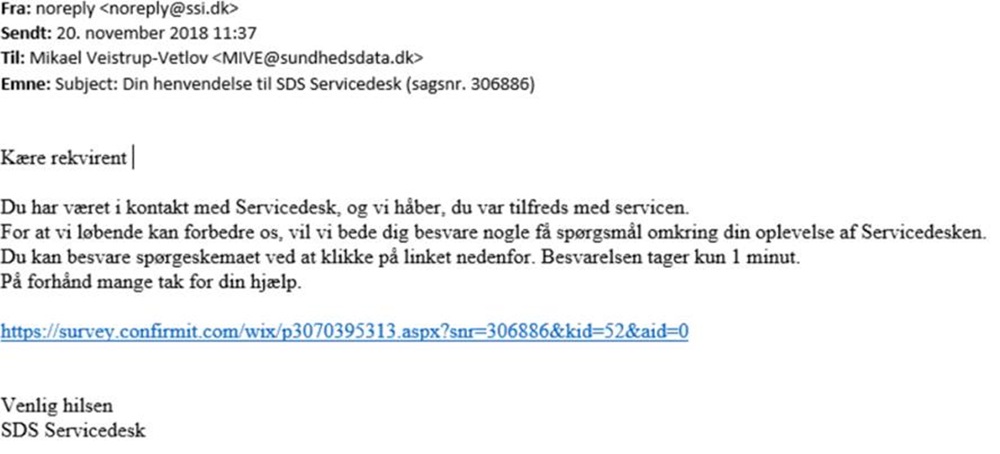 Fra: noreply <noreply@ssi.dk>
Sendt: 20. november 2018 11:37
Til: Mikael Veistrup-Vetlov <MIVE@sundhedsdata.dk>
Emne: Subject: Din henvendelse til SDS Servicedesk (sagsnr. 306886)
Kære rekvirent
Du har været i kontakt med Servicedesk, og vi håber, du var tilfreds med servicen.
For at vi løbende kan forbedre os, vil vi bede dig besvare nogle få spørgsmål omkring din oplevelse af Servicedesken.
Du kan besvare spørgeskemaet ved at klikke på linket nedenfor. Besvarelsen tager kun 1 minut.
På forhånd mange tak for din hjælp.
https://survey.confirmit.com/wix/p3070395313.aspx?snr=306886&kid=52&aid=0
Venlig hilsen
SDS Servicedesk